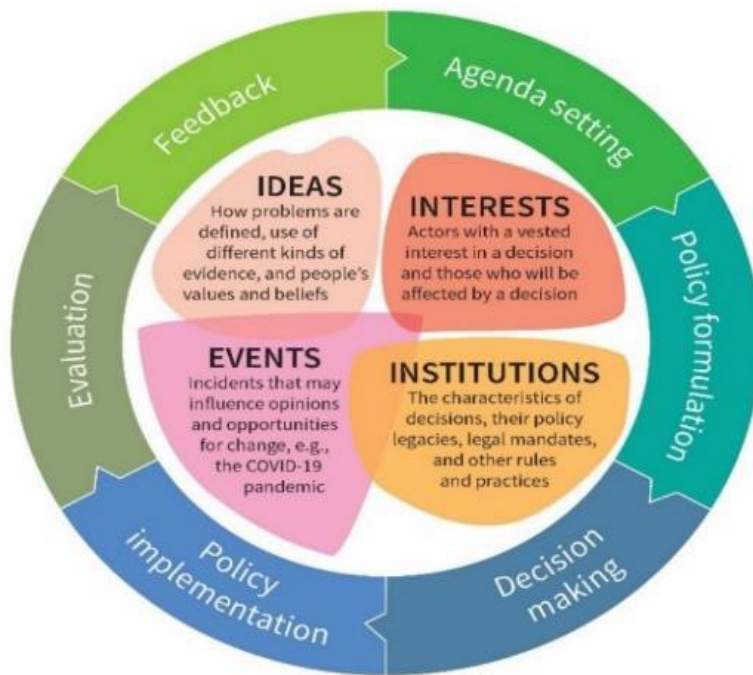 Feedback
Agenda setting
Policy formulation
Decision
making
Policy
implementation
Evaluation
IDEAS
How problems are
defined, use of
different kinds of
evidence, and people's
values and beliefs
INTERESTS
Actors with a vested
interest in a decision
and those who will be
affected by a decision
EVENTS
Incidents that may
influence opinions
and opportunities
for change, e.g.,
the COVID-19
pandemic
INSTITUTIONS
The characteristics of
decisions, their policy
legacies, legal mandates,
and other rules
and practices